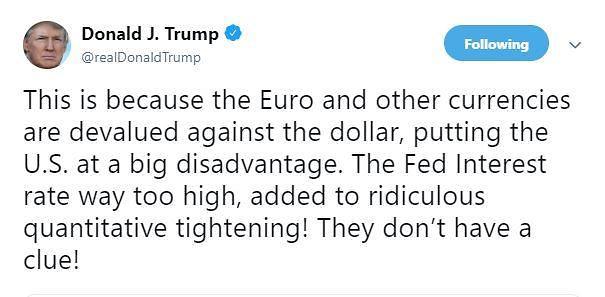 Donald J. Trump
@realDonaldTrump
Following
This is because the Euro and other currencies
are devalued against the dollar, putting the
U.S. at a big disadvantage. The Fed Interest
rate way too high, added to ridiculous
quantitative tightening! They don’t have a
clue!